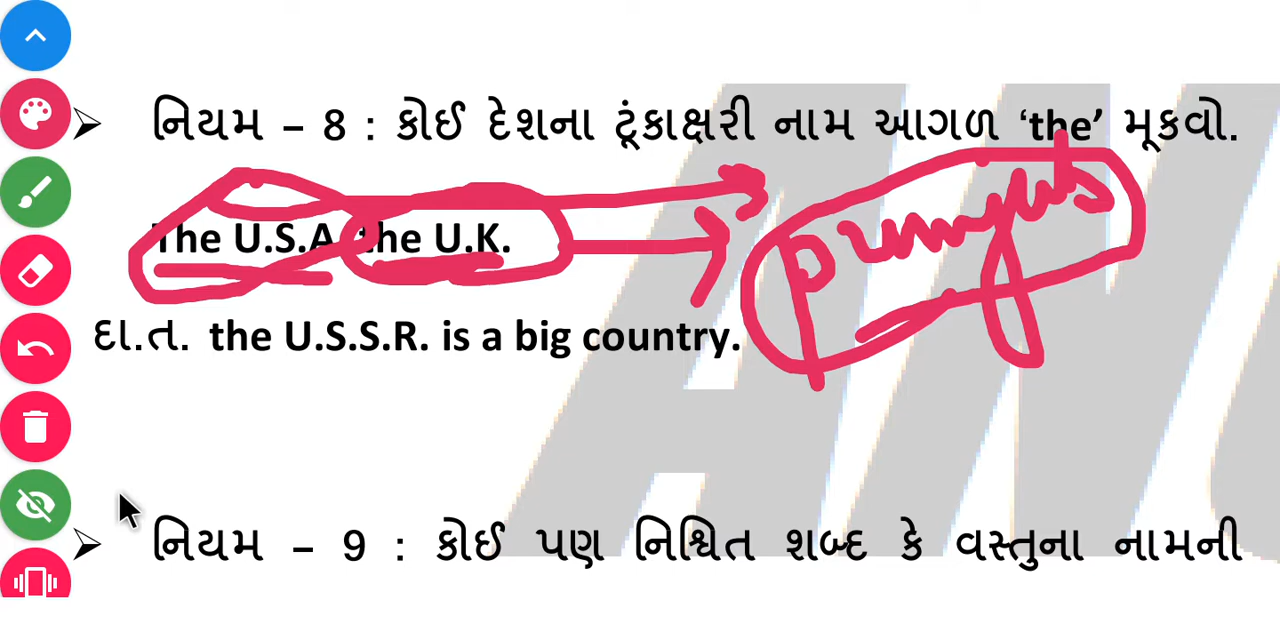 ➢ નિયમ – 8 : કોઈ દેશના ટૂંકાક્ષરી નામ આગળ ‘the’ મૂકવો.
The U.S.A the U.K.
દા.ત. the U.S.S.R. is a big country.
➢ નિયમ – 9 : કોઈ પણ નિશ્ચિત શબ્દ કે વસ્તુના નામની